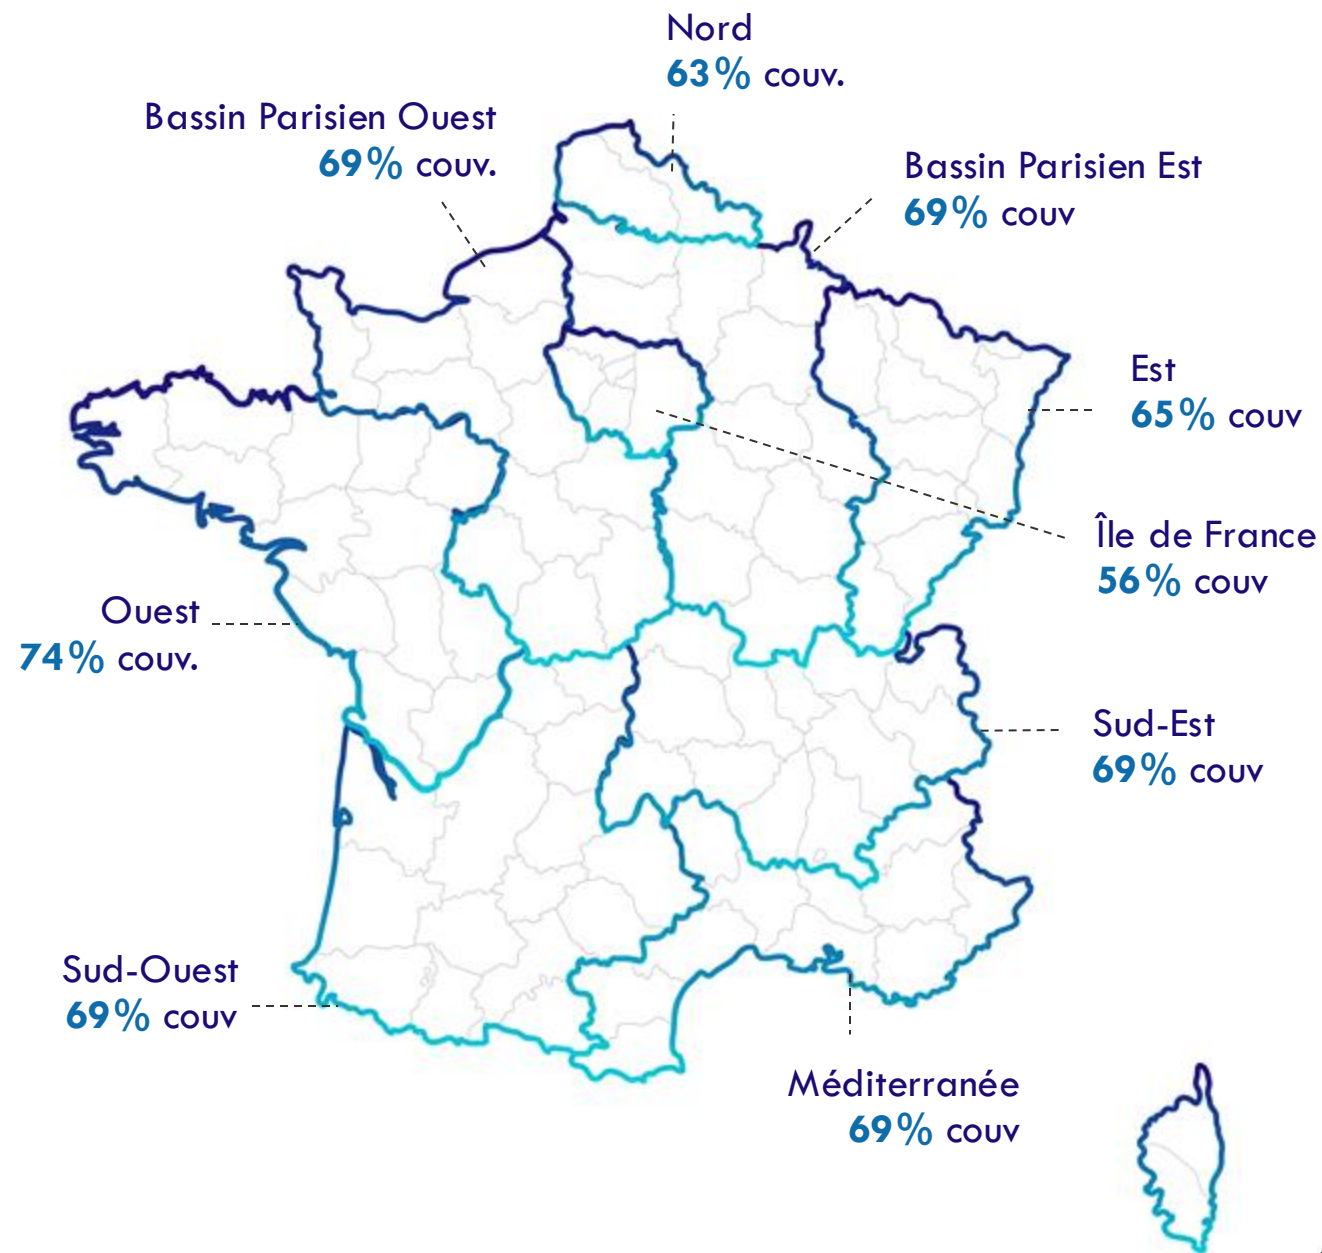 Nord
63% couv.
Bassin Parisien Ouest
69% couv.
Bassin Parisien Est
69% couv
Est
65% couv
Île de France
56% couv
Ouest
74% couv.
Sud-Est
69% couv
Sud-Ouest
69% couv
Méditerranée
69% couv